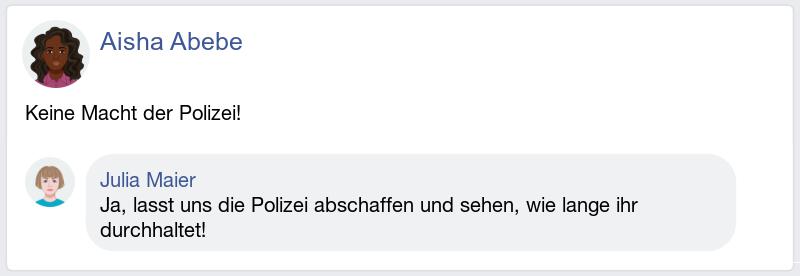 Aisha Abebe
Keine Macht der Polizei!
Julia Maier
Ja, lasst uns die Polizei abschaffen und sehen, wie lange ihr
durchhaltet!